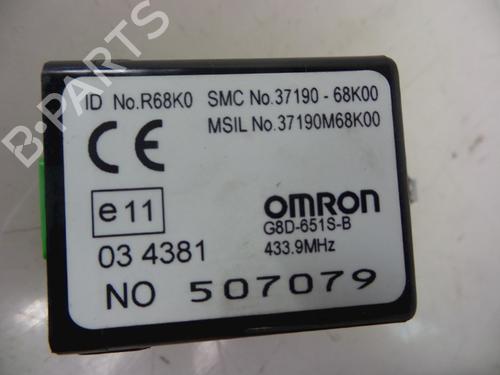 B-PARTS
ID No.R68K0 SMC No.37190 - 68K00
MSIL No.37190M68K00
CE
e11
OMRON
G8D-651S-B
03 4381
433.9MHz
NO 507079